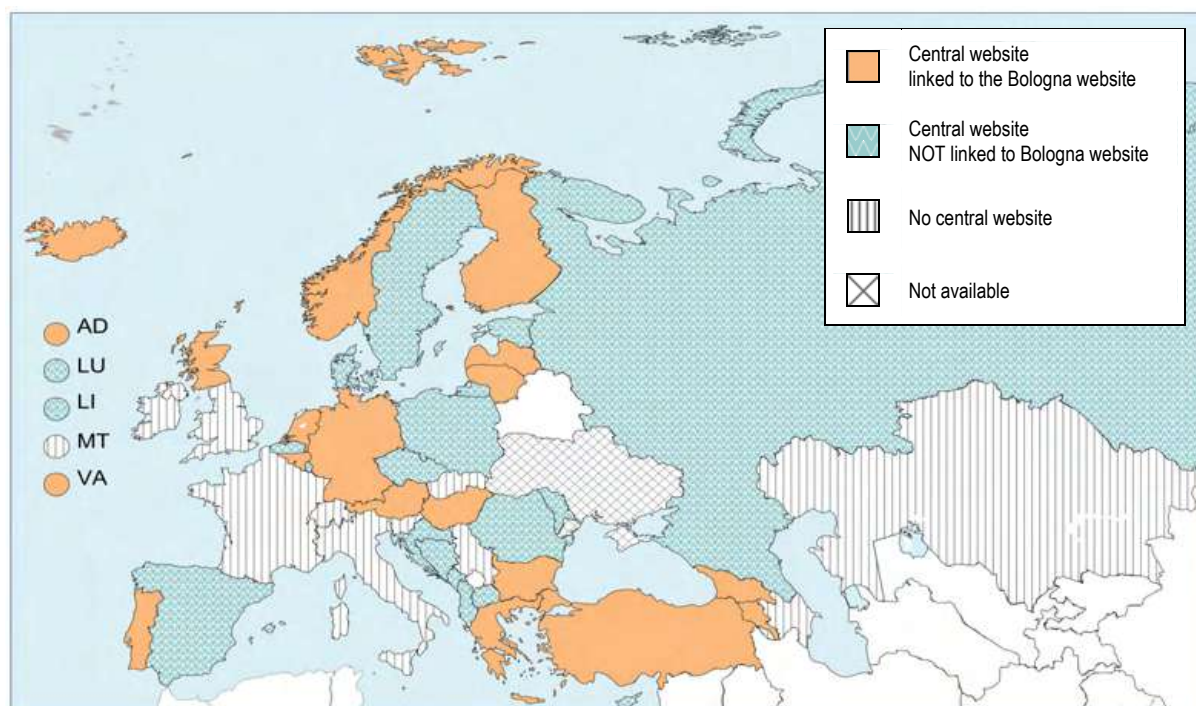 Central website
linked to the Bologna website
Central website
NOT linked to Bologna website
No central website
Not available
AD
LU
LI
MT
VA